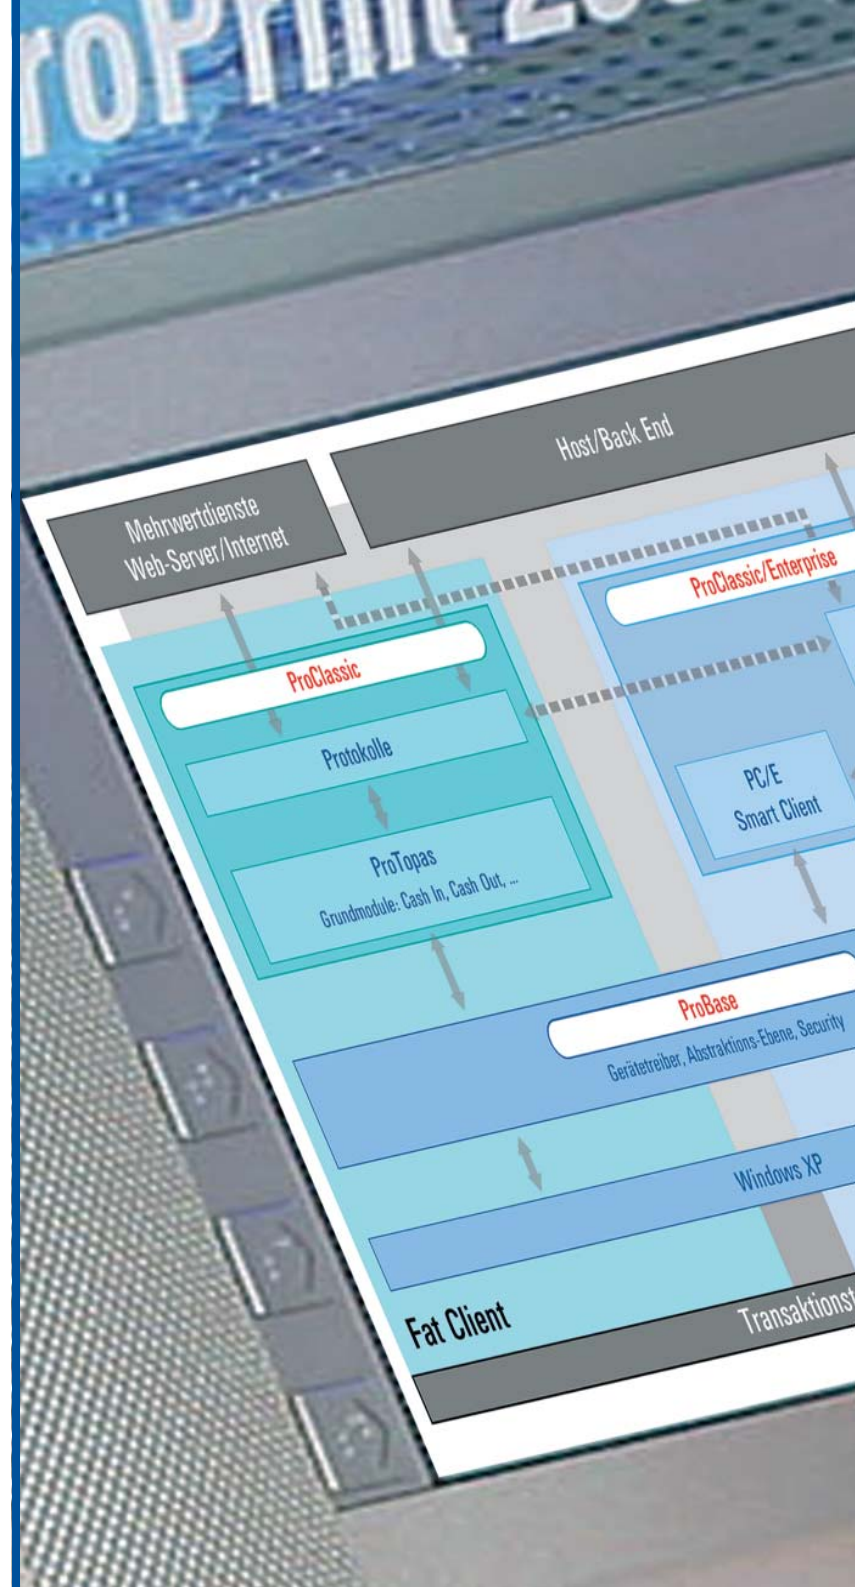 roPrint 200
Host/Back End
Mehrwertdienste
Web-Server/Internet
ProClassic/Enterprise
ProClassic
Protokolle
PC/E
Smart Client
ProTopas
Grundmodule: Cash In, Cash Out, ...
ProBase
Gerätetreiber, Abstraktions-Ebene, Security
Windows XP
Fat Client
Transaktionst